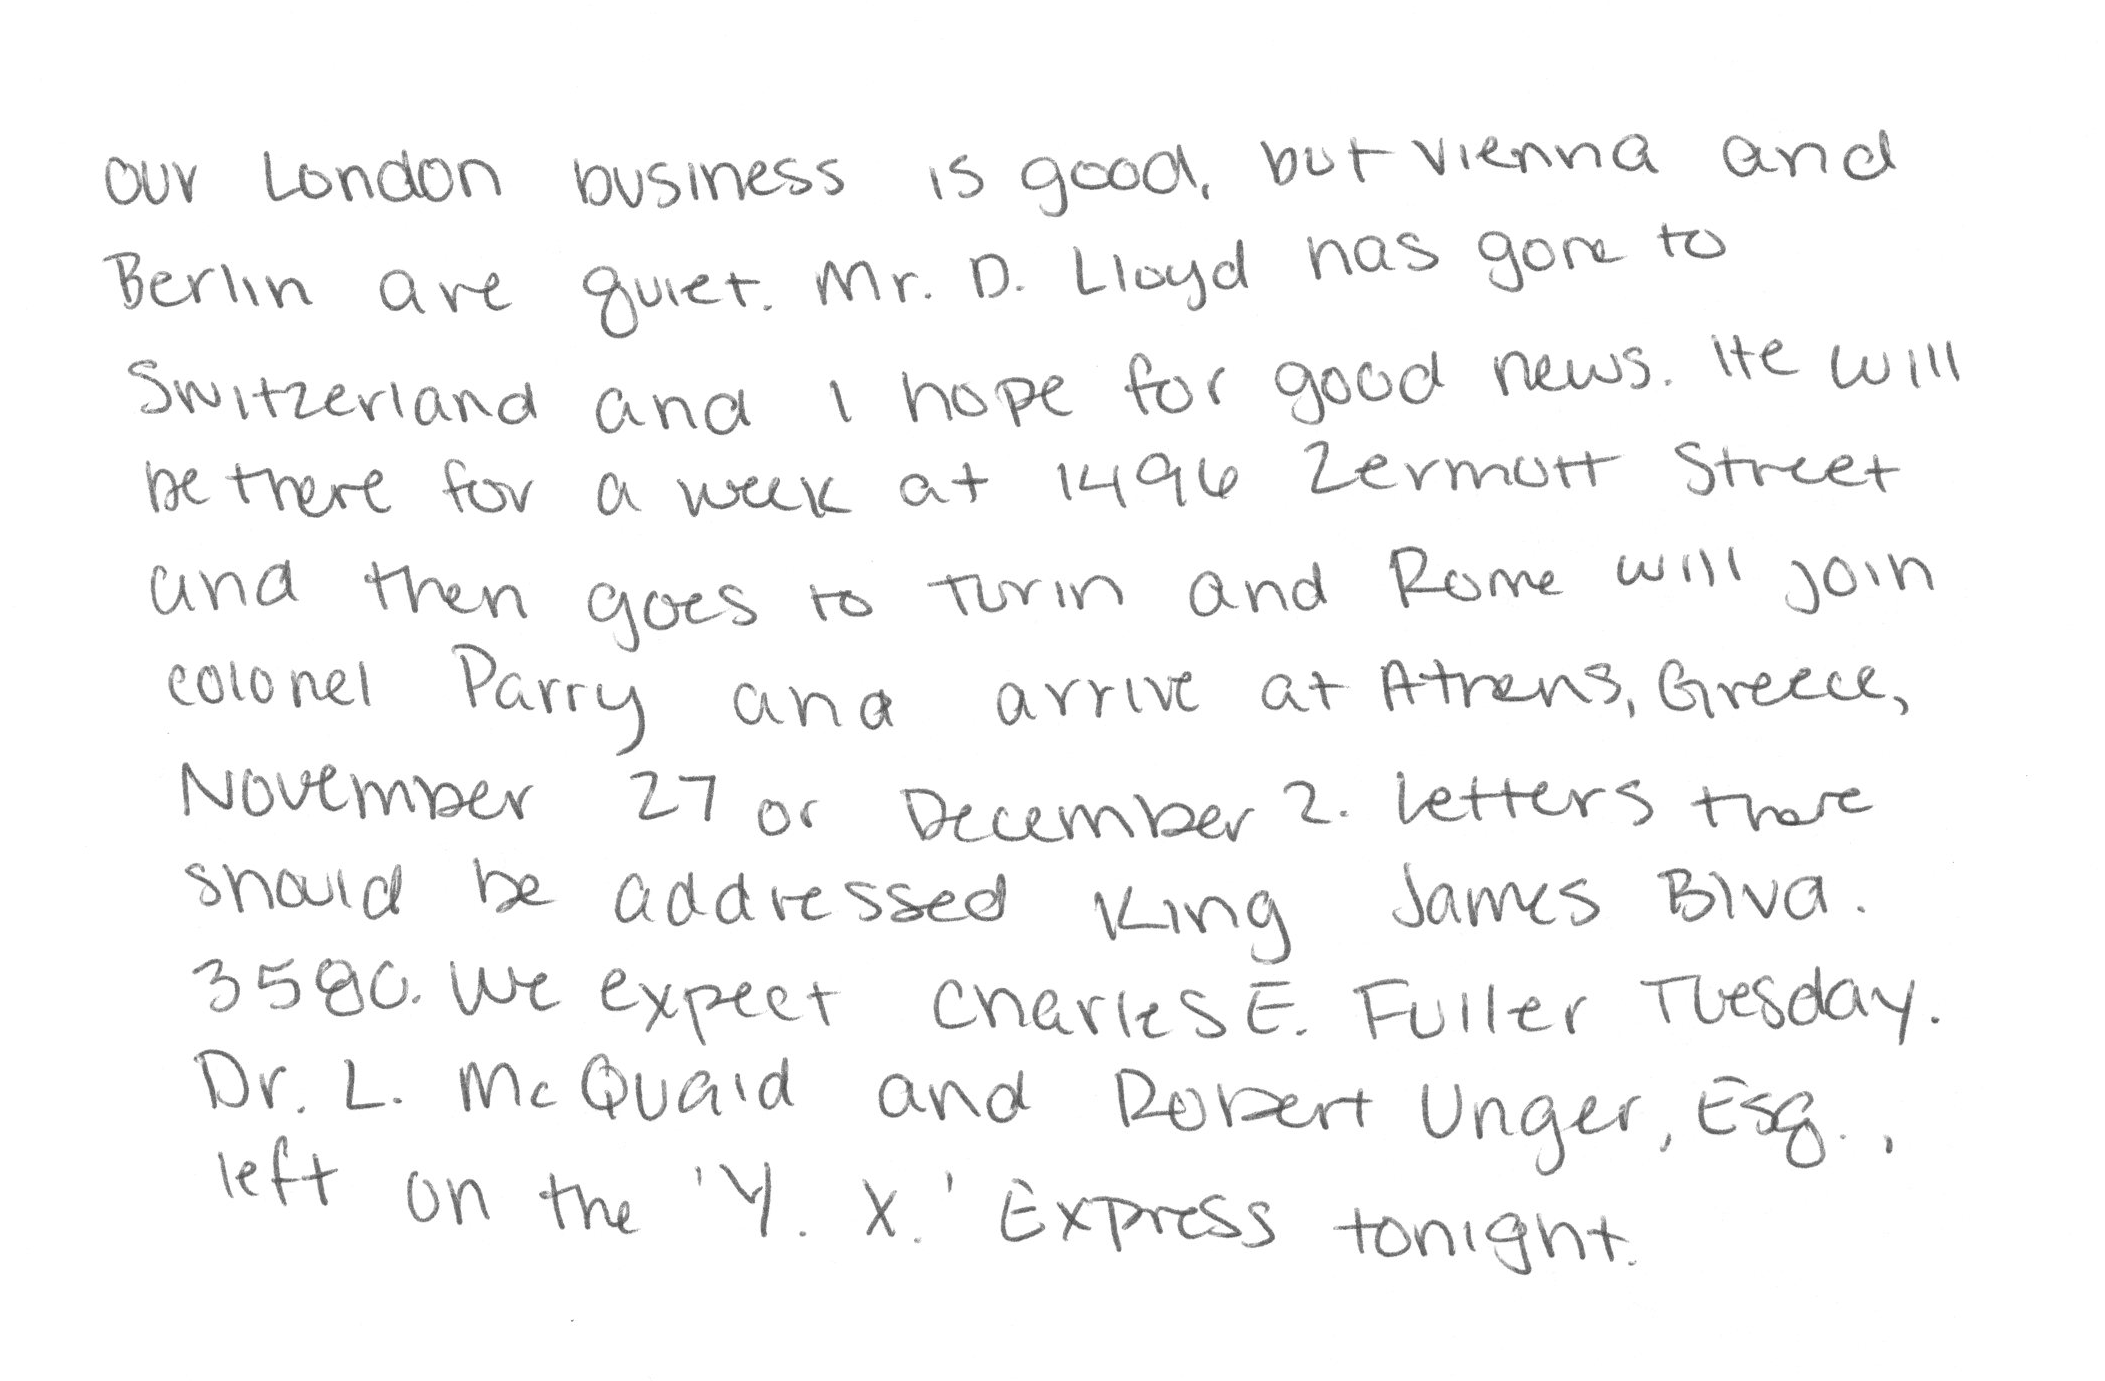 our London business is good, but Vienna and
Berlin are quiet. Mr. D. Lloyd has gone to
Switzerland and I hope for good news. He will
be there for a week at 1496 Zermott Street
and then goes to Turin and Rome will join
colonel Parry and arrive at Athens, Greece,
November 27 or December 2. Letters there
should be addressed King James Blvd.
3580. We expect Charles E. Fuller Tuesday.
Dr. L. McQuaid and Robert Unger, Esq.,
left on the 'Y. X.' Express tonight.